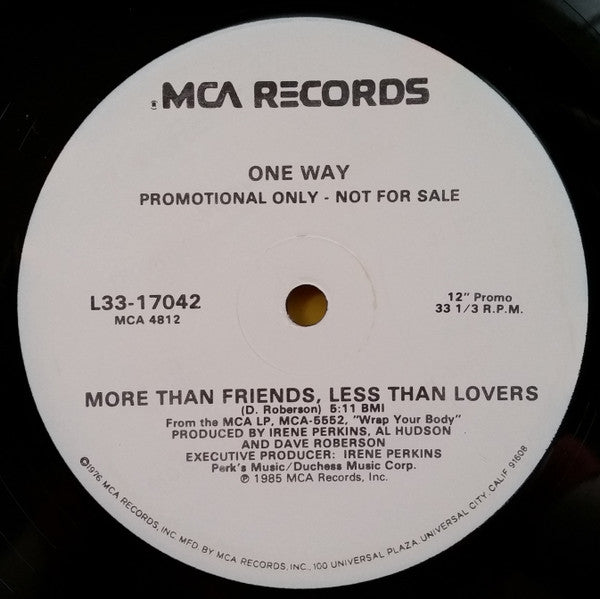 MCA RECORDS
ONE WAY
PROMOTIONAL ONLY - NOT FOR SALE
L33-17042
MCA 4812
12" Promo
33 1/3 R.P.M.
MORE THAN FRIENDS, LESS THAN LOVERS
(D. Roberson) 5:11 BMI
From the MCA LP, MCA-5552, "Wrap Your Body"
PRODUCED BY IRENE PERKINS, AL HUDSON
AND DAVE ROBERSON
EXECUTIVE PRODUCER: IRENE PERKINS
Perk's Music/Duchess Music Corp.
℗ 1985 MCA Records, Inc.
©1976 MCA RECORDS, INC. MFD. BY MCA RECORDS, INC., 100 UNIVERSAL PLAZA, UNIVERSAL CITY, CALIF. 91608